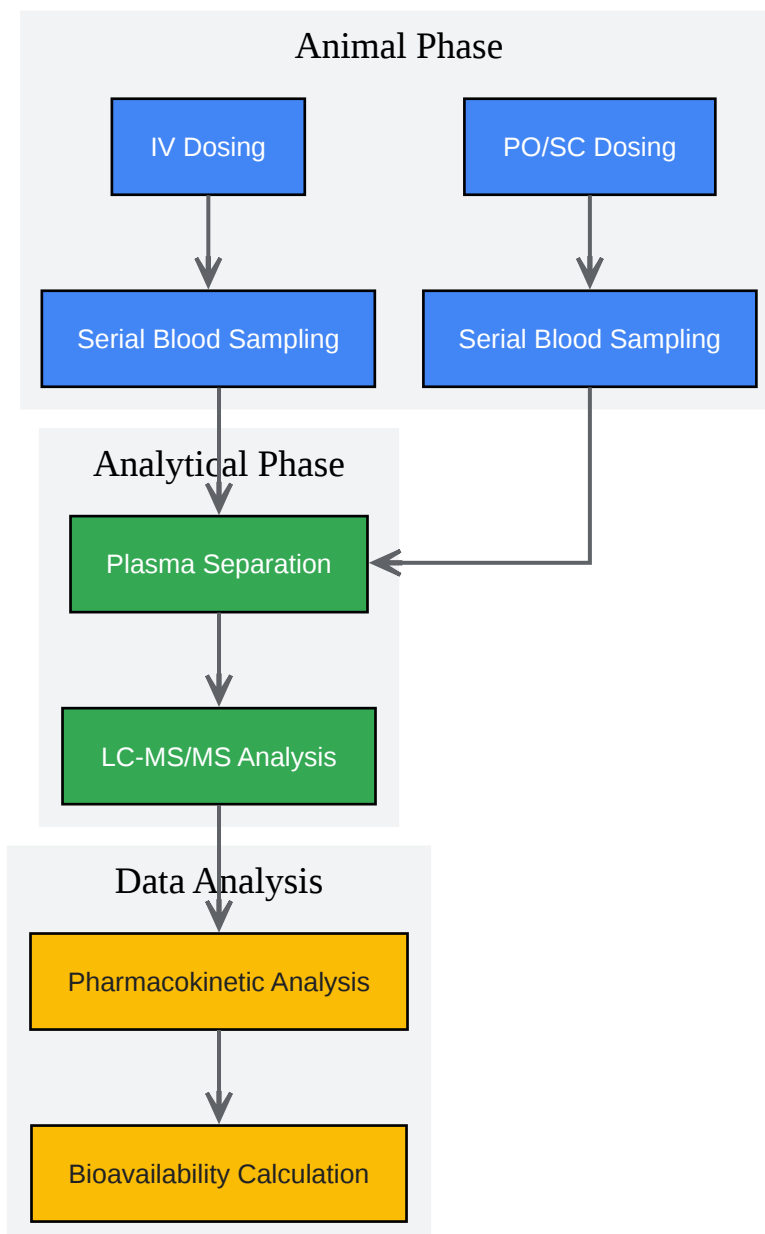 Animal Phase
IV Dosing
PO/SC Dosing
Serial Blood Sampling
Serial Blood Sampling
Analytical Phase
Plasma Separation
LC-MS/MS Analysis
Data Analysis
Pharmacokinetic Analysis
Bioavailability Calculation